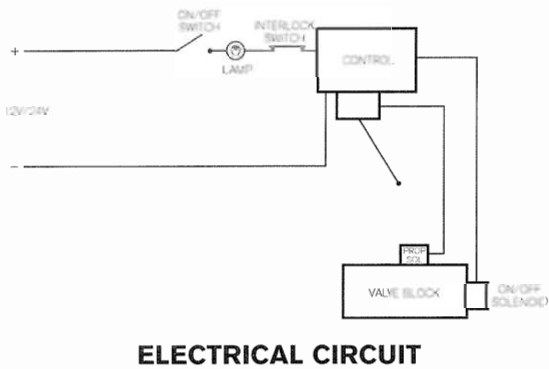 ON/OFF
SWITCH
INTERLOCK
SWITCH
+
LAMP
CONTROL
12V/24V
−
PROP
SOL
VALVE BLOCK
ON/OFF
SOLENOID
ELECTRICAL CIRCUIT